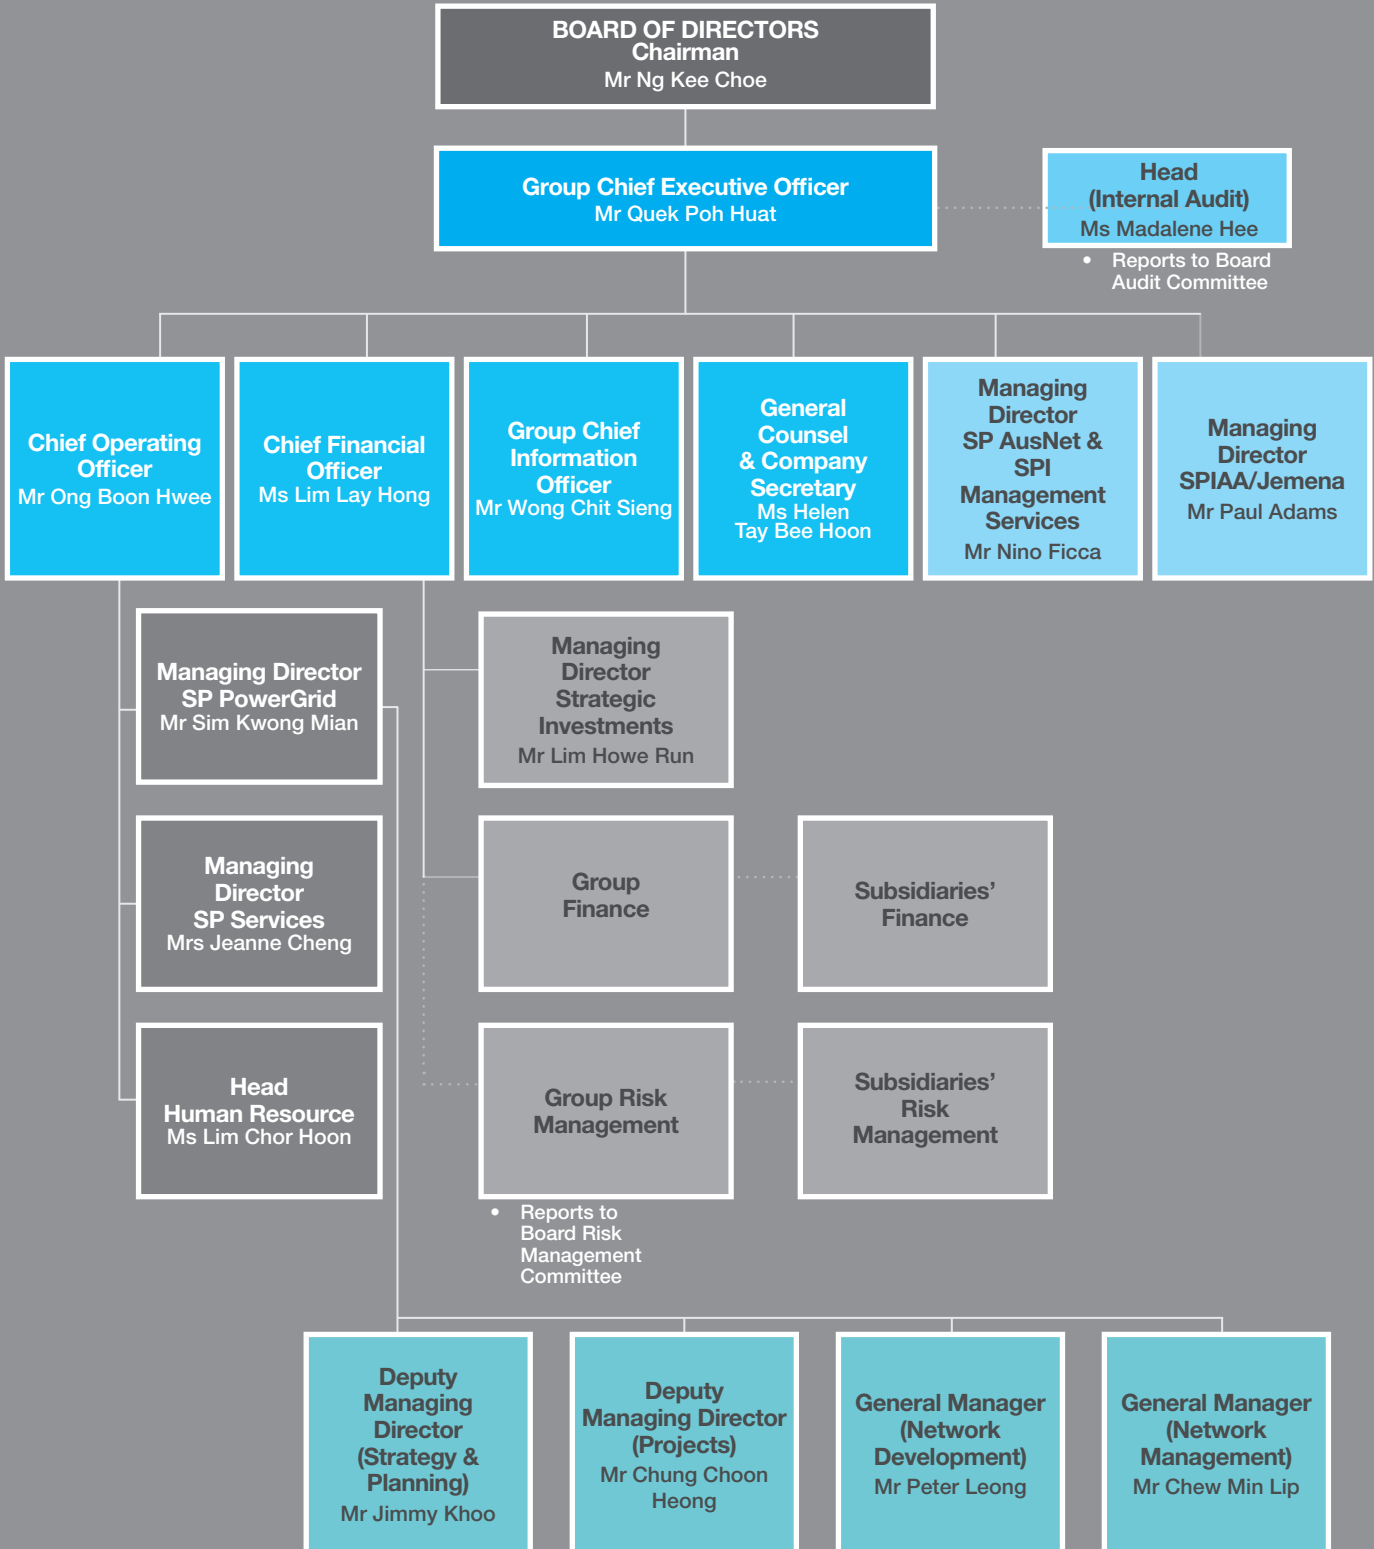 BOARD OF DIRECTORS
Chairman
Mr Ng Kee Choe
Group Chief Executive Officer
Mr Quek Poh Huat
Head
(Internal Audit)
Ms Madalene Hee
• Reports to Board
Audit Committee
Chief Operating
Officer
Mr Ong Boon Hwee
Chief Financial
Officer
Ms Lim Lay Hong
Group Chief
Information
Officer
Mr Wong Chit Sieng
General
Counsel
& Company
Secretary
Ms Helen
Tay Bee Hoon
Managing
Director
SP AusNet &
SPI
Management
Services
Mr Nino Ficca
Managing
Director
SPIAA/Jemena
Mr Paul Adams
Managing Director
SP PowerGrid
Mr Sim Kwong Mian
Managing
Director
Strategic
Investments
Mr Lim Howe Run
Managing
Director
SP Services
Mrs Jeanne Cheng
Group
Finance
Subsidiaries’
Finance
Head
Human Resource
Ms Lim Chor Hoon
Group Risk
Management
Subsidiaries’
Risk
Management
• Reports to
Board Risk
Management
Committee
Deputy
Managing
Director
(Strategy &
Planning)
Mr Jimmy Khoo
Deputy
Managing Director
(Projects)
Mr Chung Choon
Heong
General Manager
(Network
Development)
Mr Peter Leong
General Manager
(Network
Management)
Mr Chew Min Lip